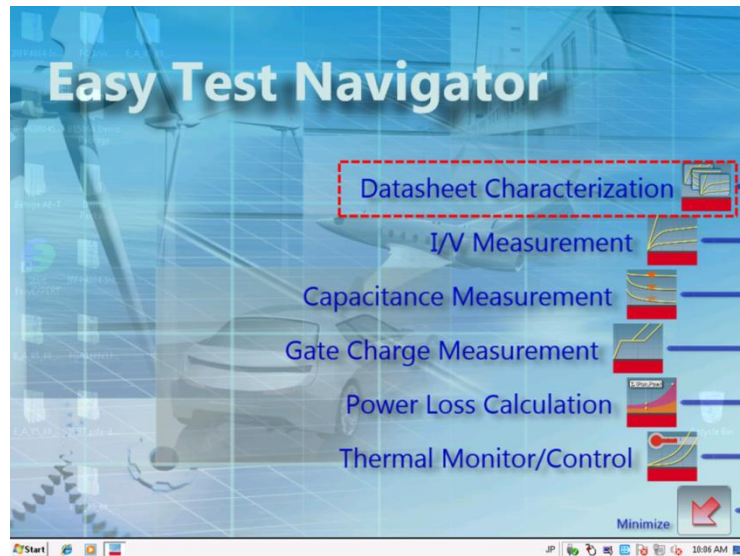 Easy Test Navigator
Datasheet Characterization
I/V Measurement
Capacitance Measurement
Gate Charge Measurement
Power Loss Calculation
Thermal Monitor/Control
Minimize
Start
JP
10:06 AM